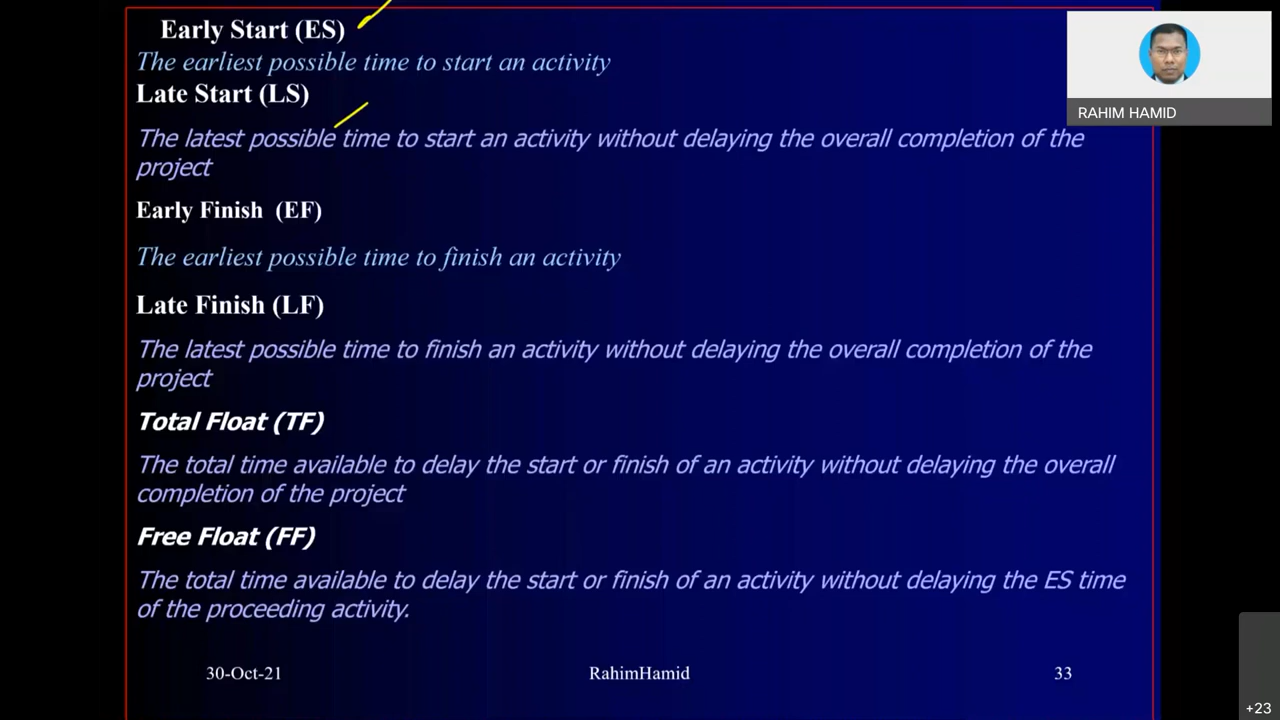 Early Start (ES)
The earliest possible time to start an activity
Late Start (LS)
The latest possible time to start an activity without delaying the overall completion of the
project
Early Finish (EF)
The earliest possible time to finish an activity
Late Finish (LF)
The latest possible time to finish an activity without delaying the overall completion of the
project
Total Float (TF)
The total time available to delay the start or finish of an activity without delaying the overall
completion of the project
Free Float (FF)
The total time available to delay the start or finish of an activity without delaying the ES time
of the proceeding activity.
30-Oct-21
RahimHamid
33
RAHIM HAMID
+23